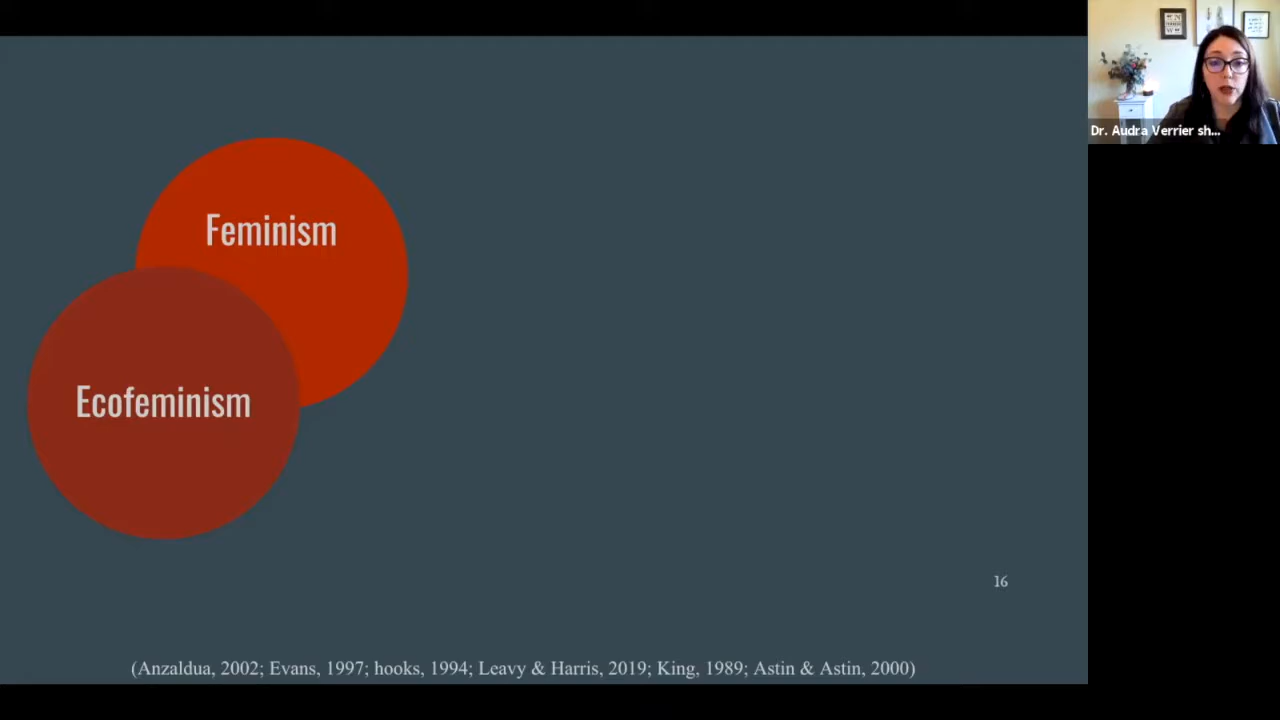 Feminism
Ecofeminism
16
(Anzaldua, 2002; Evans, 1997; hooks, 1994; Leavy & Harris, 2019; King, 1989; Astin & Astin, 2000)
Dr. Audra Verrier sh...